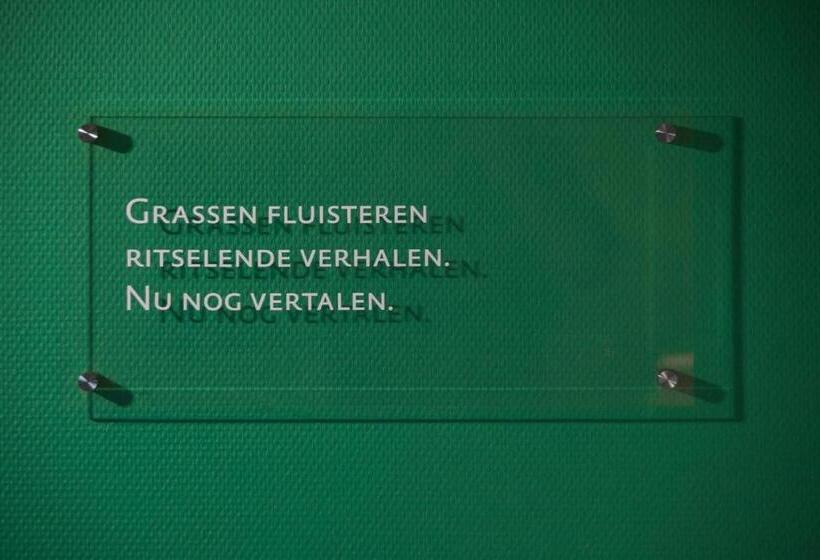 Grassen fluisteren
ritselende verhalen.
Nu nog vertalen.